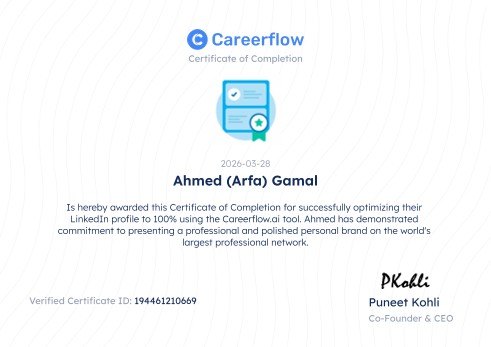 Careerflow
Certificate of Completion
2026-03-28
Ahmed (Arfa) Gamal
Is hereby awarded this Certificate of Completion for successfully optimizing their
LinkedIn profile to 100% using the Careerflow.ai tool. Ahmed has demonstrated
commitment to presenting a professional and polished personal brand on the world's
largest professional network.
PKohli
Verified Certificate ID: 194461210669
Puneet Kohli
Co-Founder & CEO